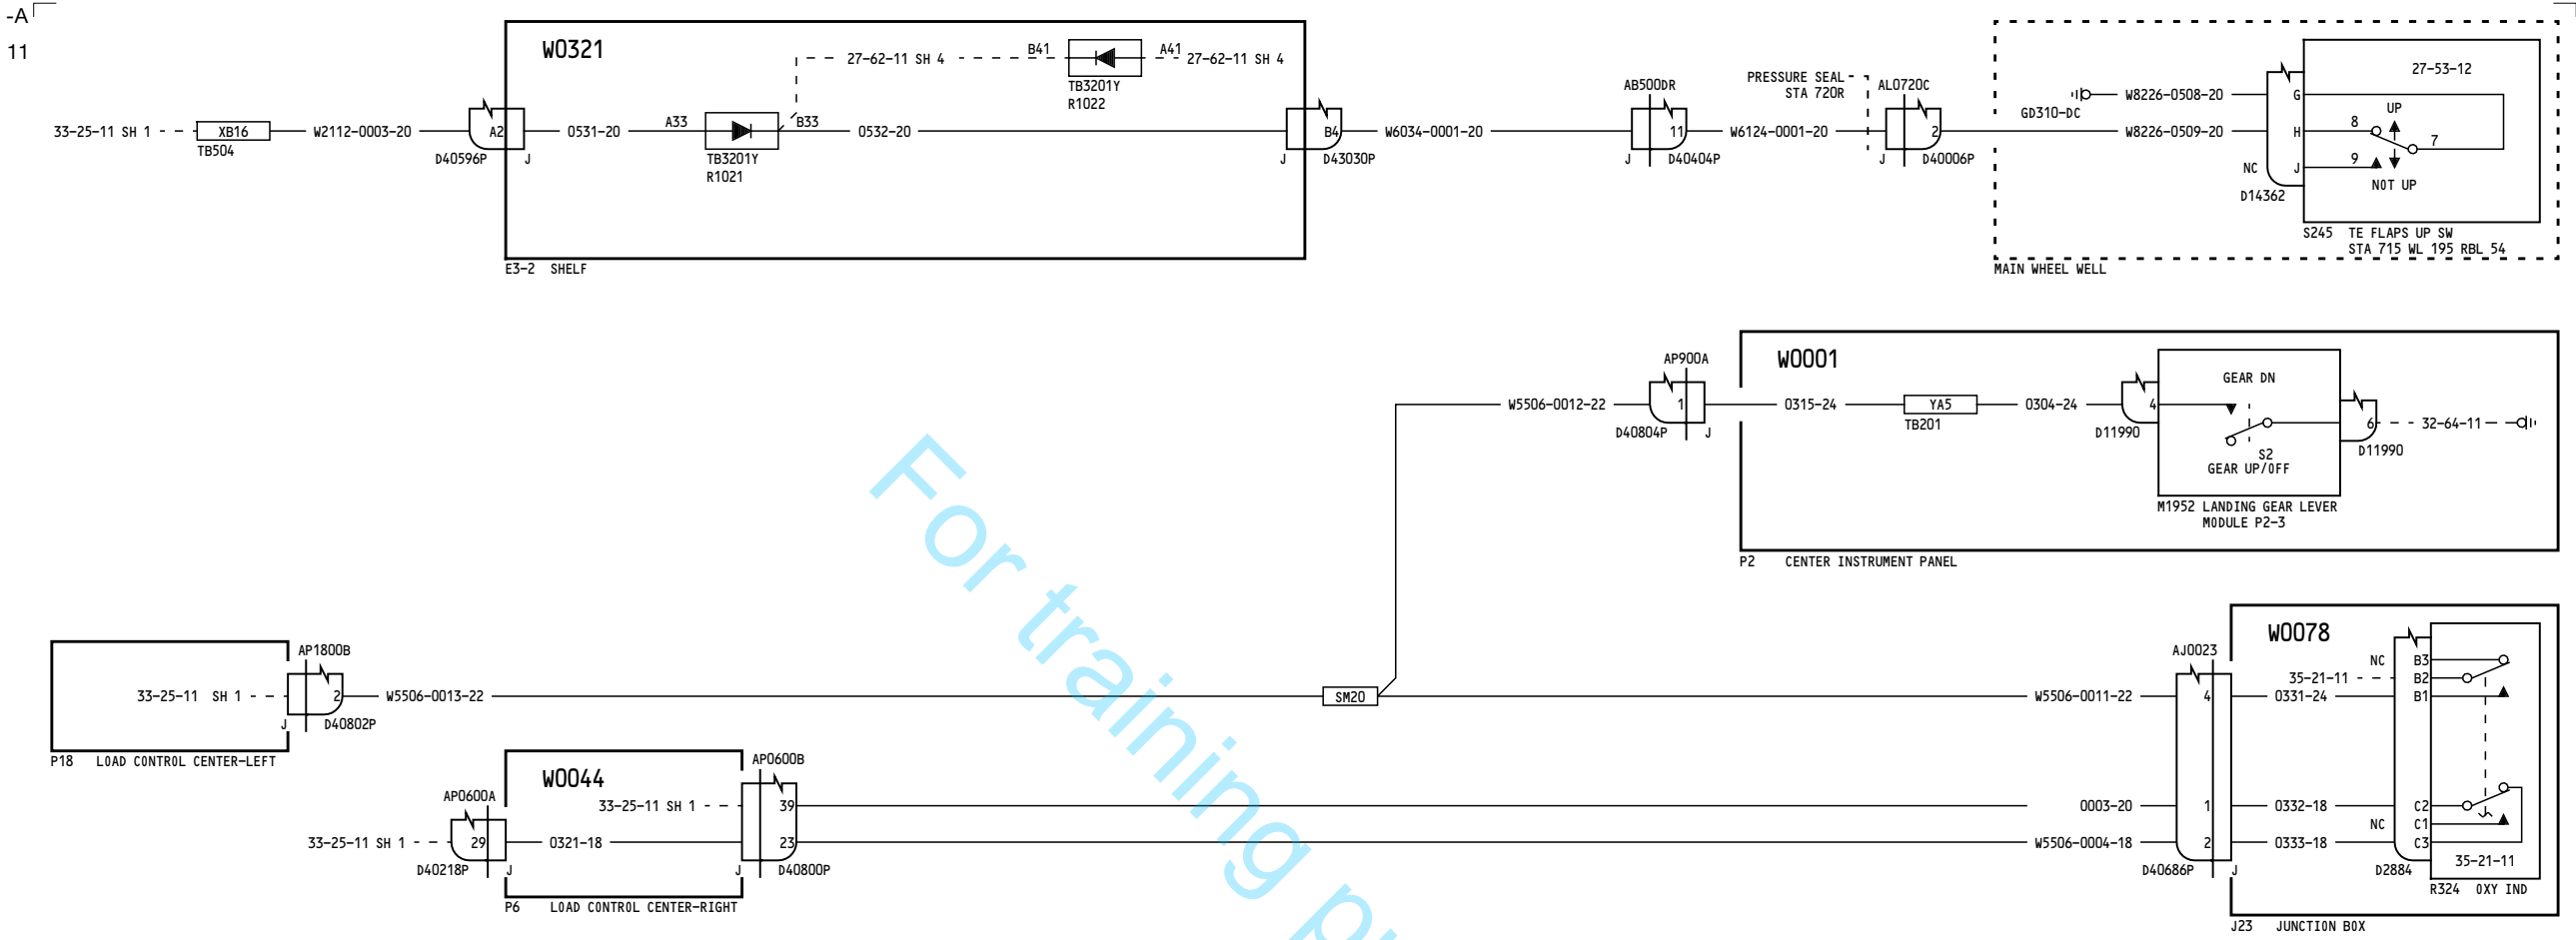 -A
11
W0321
B41
A41
27-62-11 SH 4
27-62-11 SH 4
TB3201Y
R1022
33-25-11 SH 1
XB16
TB504
W2112-0003-20
A2
D40596P
J
0531-20
A33
B33
TB3201Y
R1021
0532-20
B4
J
D43030P
E3-2 SHELF
W6034-0001-20
AB500DR
11
J
D40404P
W6124-0001-20
PRESSURE SEAL
STA 720R
AL0720C
2
J
D40006P
GD310-DC
W8226-0508-20
W8226-0509-20
G
H
J
NC
D14362
27-53-12
UP
8
7
9
NOT UP
S245 TE FLAPS UP SW
STA 715 WL 195 RBL 54
MAIN WHEEL WELL
W5506-0012-22
AP900A
1
D40804P
J
W0001
0315-24
YA5
TB201
0304-24
4
D11990
GEAR DN
S2
GEAR UP/OFF
6
D11990
32-64-11
M1952 LANDING GEAR LEVER
MODULE P2-3
P2 CENTER INSTRUMENT PANEL
33-25-11 SH 1
AP1800B
2
J
D40802P
P18 LOAD CONTROL CENTER-LEFT
W5506-0013-22
SM20
W5506-0011-22
AJ0023
4
1
2
D40686P
J
W0078
NC
B3
35-21-11
B2
0331-24
B1
0003-20
0332-18
C2
NC
C1
W5506-0004-18
0333-18
C3
D2884
35-21-11
R324 OXY IND
J23 JUNCTION BOX
W0044
AP0600B
33-25-11 SH 1
39
AP0600A
33-25-11 SH 1
29
0321-18
23
D40218P
J
J
D40800P
P6 LOAD CONTROL CENTER-RIGHT
For training p